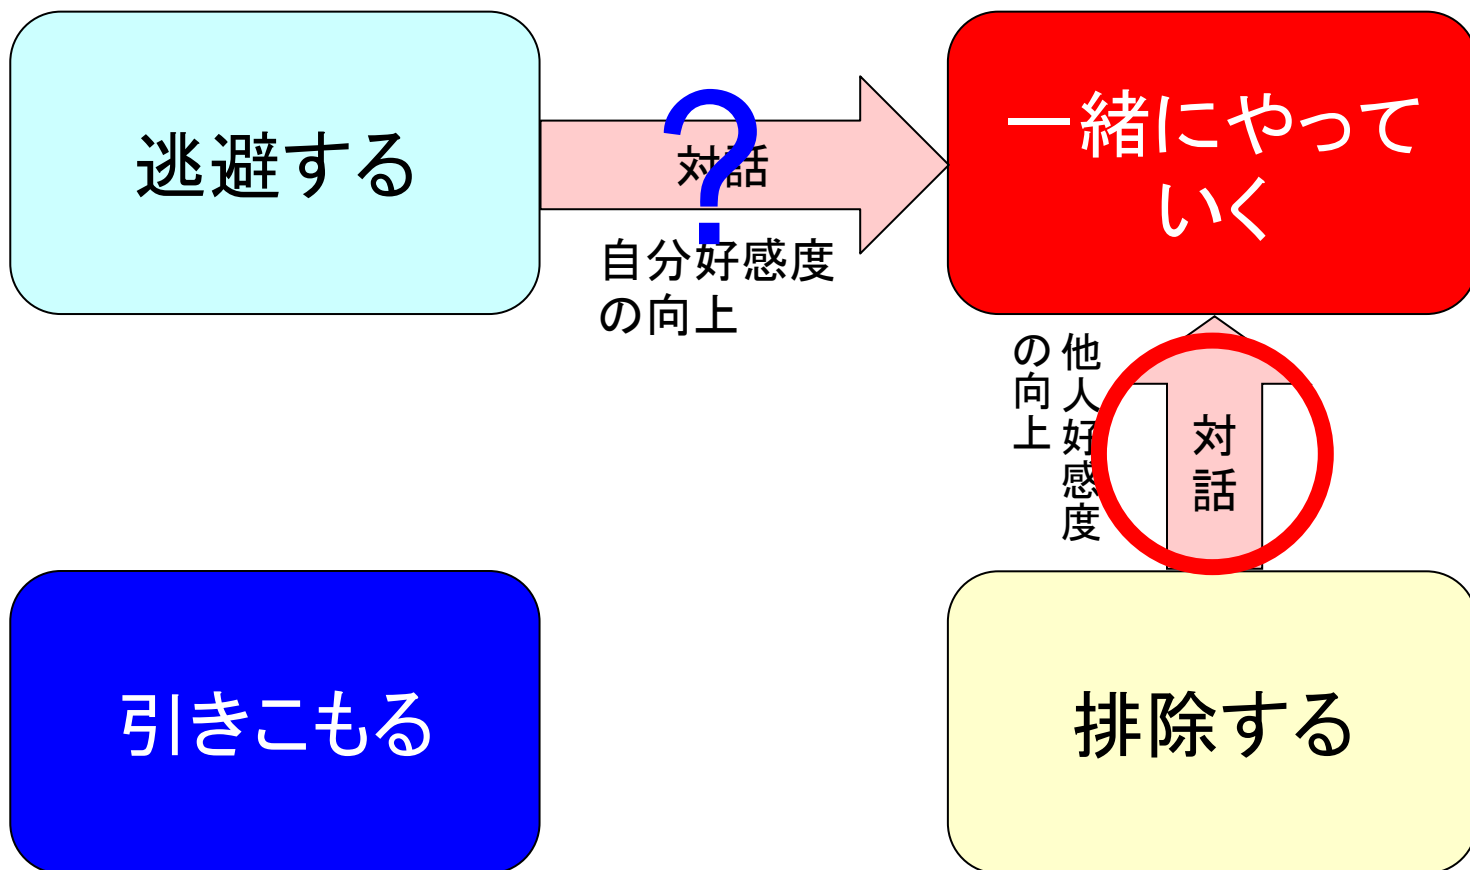 逃避する
対話
?
自分好感度
の向上
一緒にやって
いく
他人好感度
の向上
対話
引きこもる
排除する